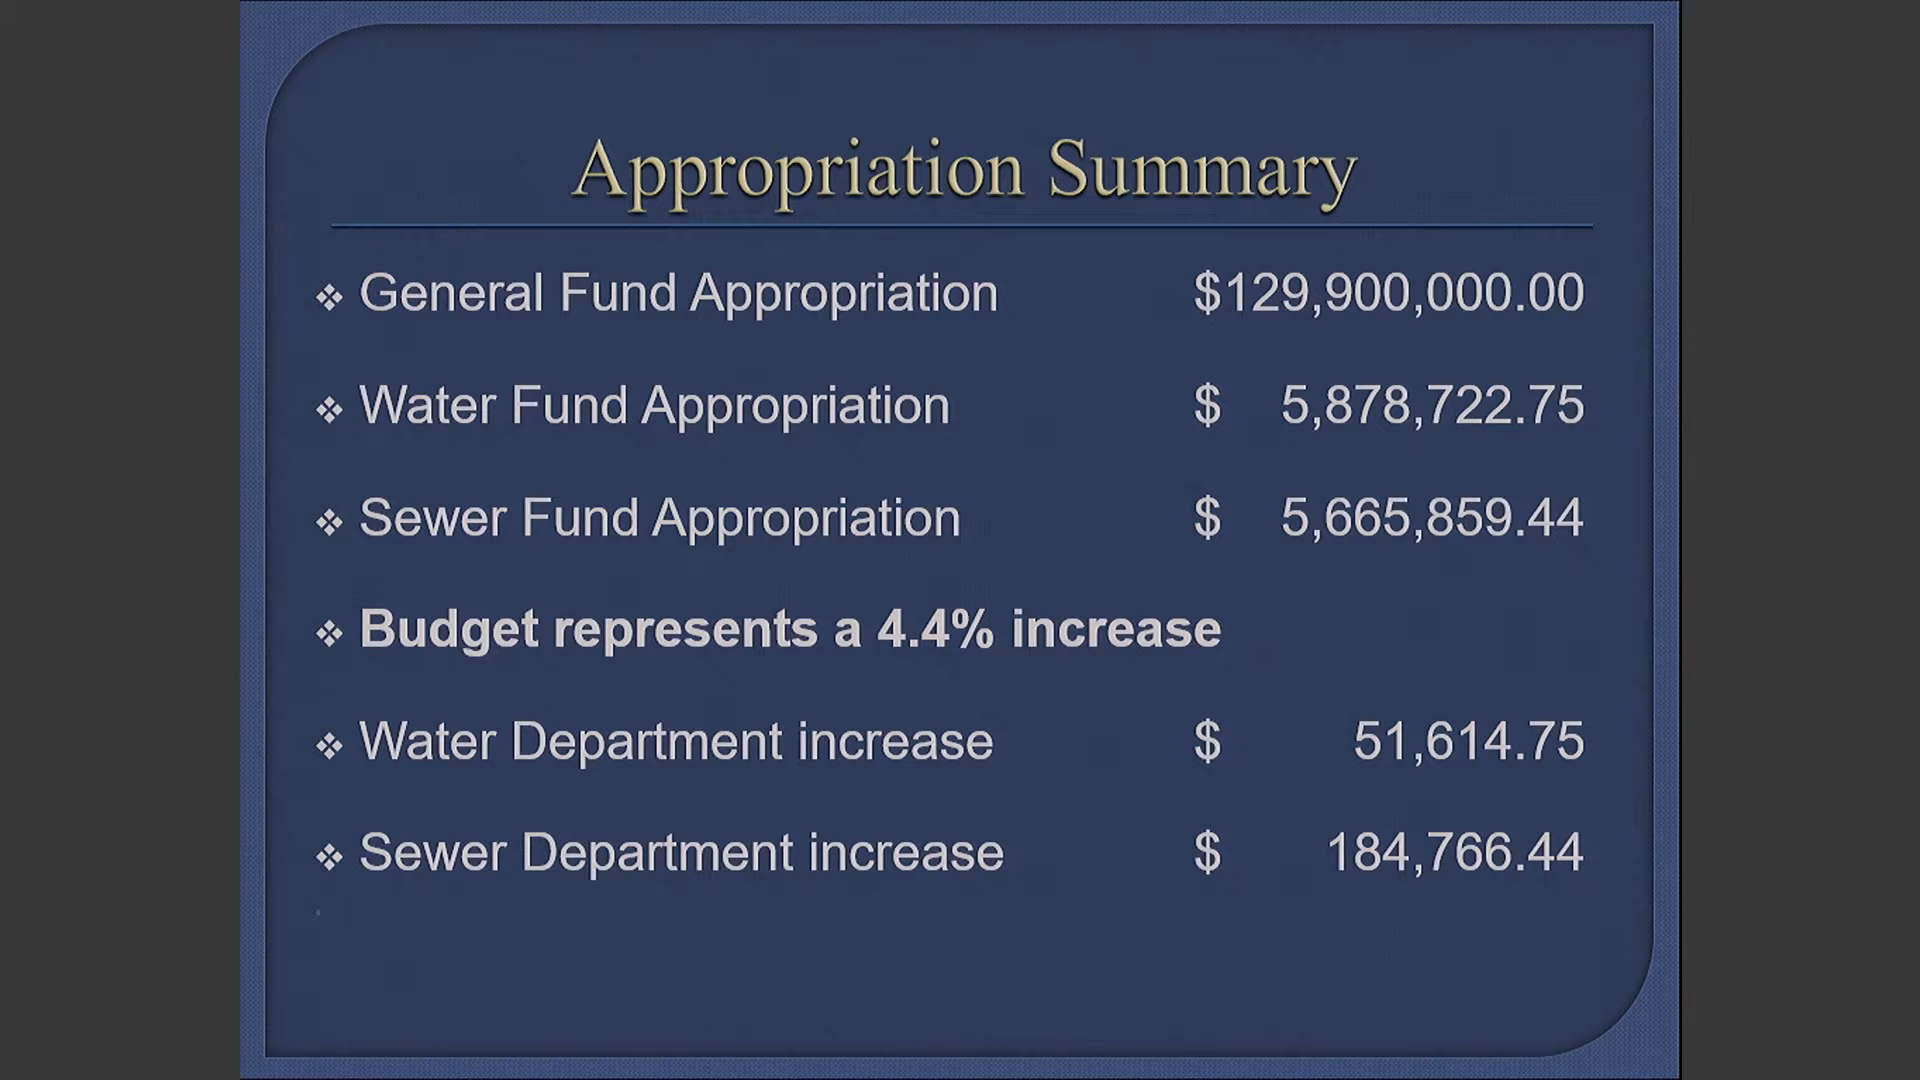 Appropriation Summary
❖ General Fund Appropriation $129,900,000.00
❖ Water Fund Appropriation $ 5,878,722.75
❖ Sewer Fund Appropriation $ 5,665,859.44
❖ Budget represents a 4.4% increase
❖ Water Department increase $ 51,614.75
❖ Sewer Department increase $ 184,766.44